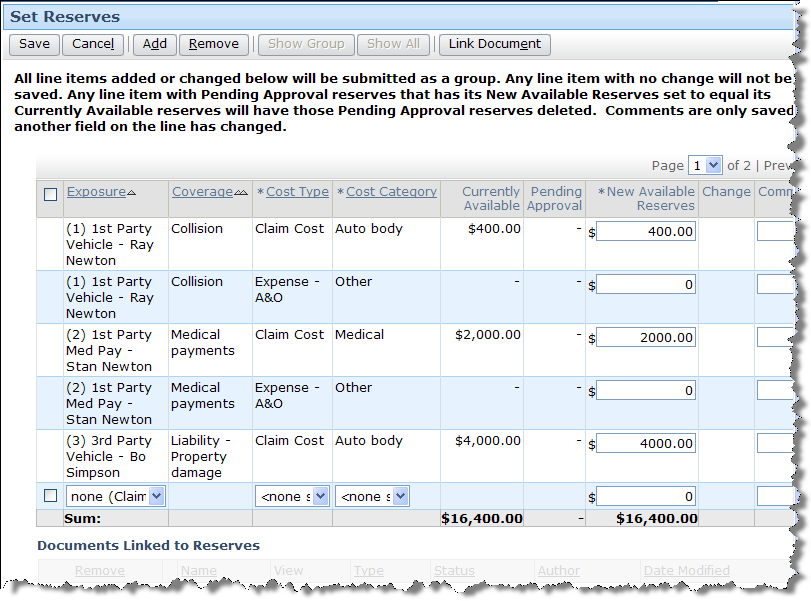 Set Reserves
Save Cancel Add Remove Show Group Show All Link Document
All line items added or changed below will be submitted as a group. Any line item with no change will not be
saved. Any line item with Pending Approval reserves that has its New Available Reserves set to equal its
Currently Available reserves will have those Pending Approval reserves deleted.  Comments are only saved
another field on the line has changed.
Page 1 of 2 | Prev
Exposure Coverage *Cost Type *Cost Category Currently Available Pending Approval *New Available Reserves Change Comm
(1) 1st Party Vehicle - Ray Newton Collision Claim Cost Auto body $400.00 - $ 400.00
(1) 1st Party Vehicle - Ray Newton Collision Expense - A&O Other - - $ 0
(2) 1st Party Med Pay - Stan Newton Medical payments Claim Cost Medical $2,000.00 - $ 2000.00
(2) 1st Party Med Pay - Stan Newton Medical payments Expense - A&O Other - - $ 0
(3) 3rd Party Vehicle - Bo Simpson Liability - Property damage Claim Cost Auto body $4,000.00 - $ 4000.00
none (Claim <none s <none s $ 0
Sum: $16,400.00 - $16,400.00
Documents Linked to Reserves
Remove Name View Type Status Author Date Modified